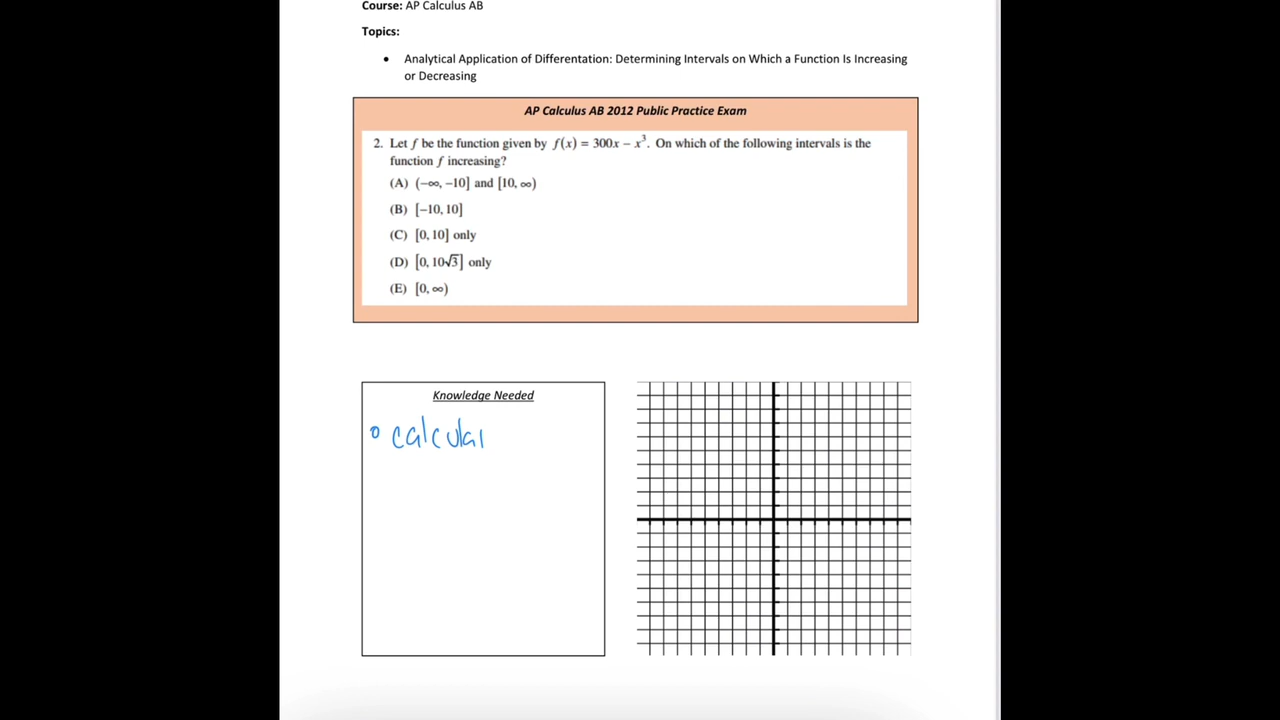 Course: AP Calculus AB
Topics:
• Analytical Application of Differentation: Determining Intervals on Which a Function Is Increasing
or Decreasing
AP Calculus AB 2012 Public Practice Exam
2. Let f be the function given by f(x) = 300x − x³. On which of the following intervals is the
function f increasing?
(A) (−∞, −10] and [10, ∞)
(B) [−10, 10]
(C) [0, 10] only
(D) [0, 10√3] only
(E) [0, ∞)
Knowledge Needed
• calcular